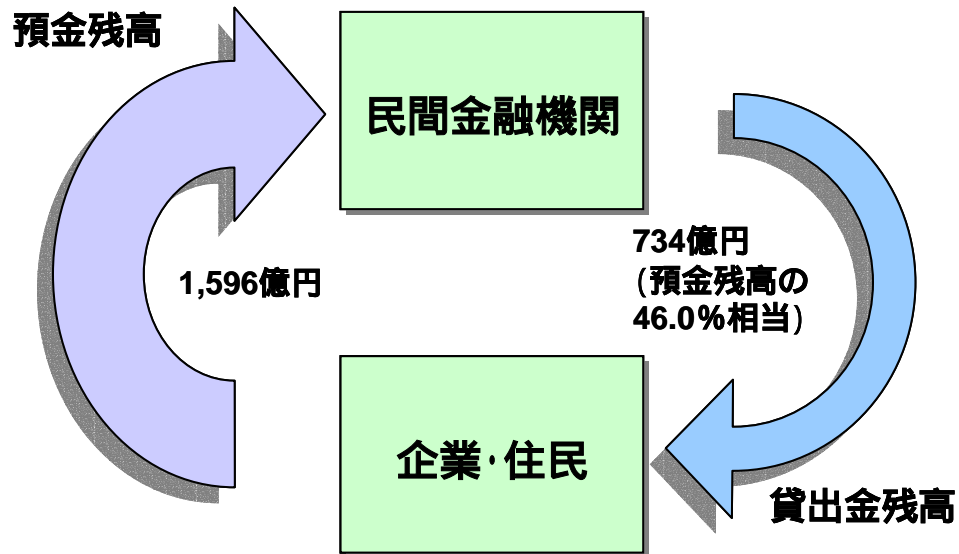 預金残高
民間金融機関
1,596億円
734億円
(預金残高の
46.0%相当)
企業・住民
貸出金残高